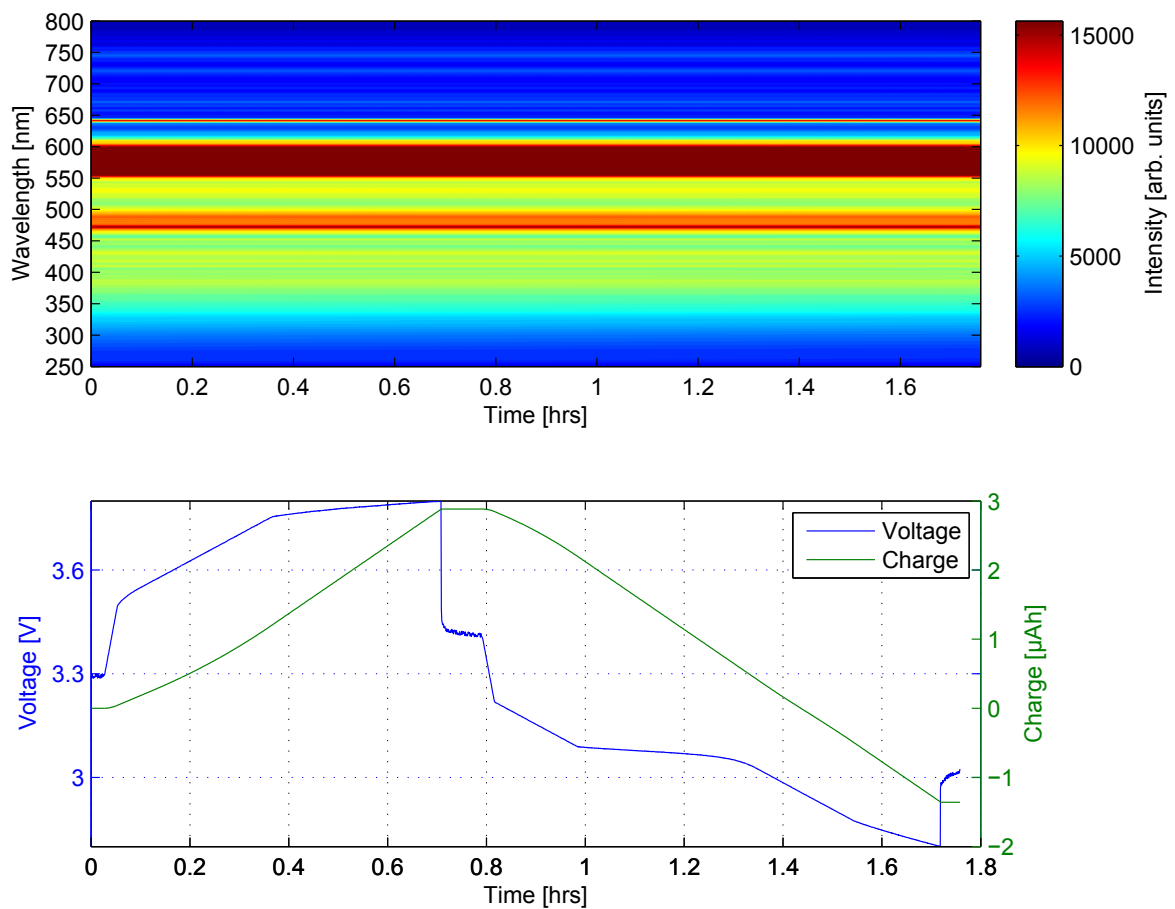 800
750
700
650
600
550
500
450
400
350
300
250
Wavelength [nm]
0 0.2 0.4 0.6 0.8 1 1.2 1.4 1.6
Time [hrs]
15000
10000
5000
0
Intensity [arb. units]
3.6
3.3
3
Voltage [V]
Voltage
Charge
3
2
1
0
−1
−2
Charge [µAh]
0 0.2 0.4 0.6 0.8 1 1.2 1.4 1.6 1.8
Time [hrs]